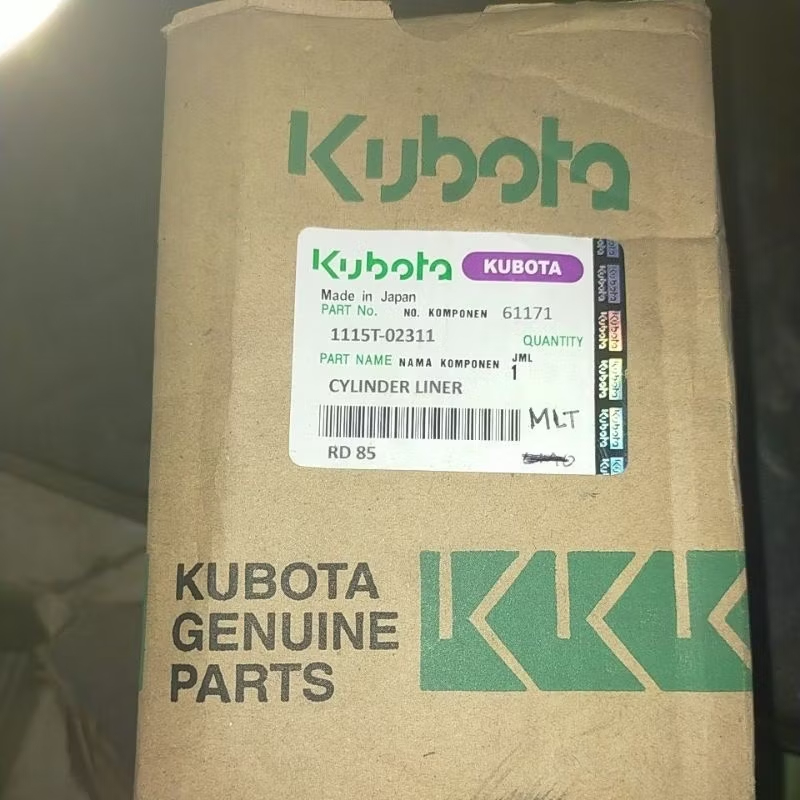 Kubota
Kubota KUBOTA
Made in Japan
PART No. NO. KOMPONEN 61171
1115T-02311 QUANTITY
PART NAME NAMA KOMPONEN JML
1
CYLINDER LINER
MLT
RD 85
KUBOTA
GENUINE
PARTS